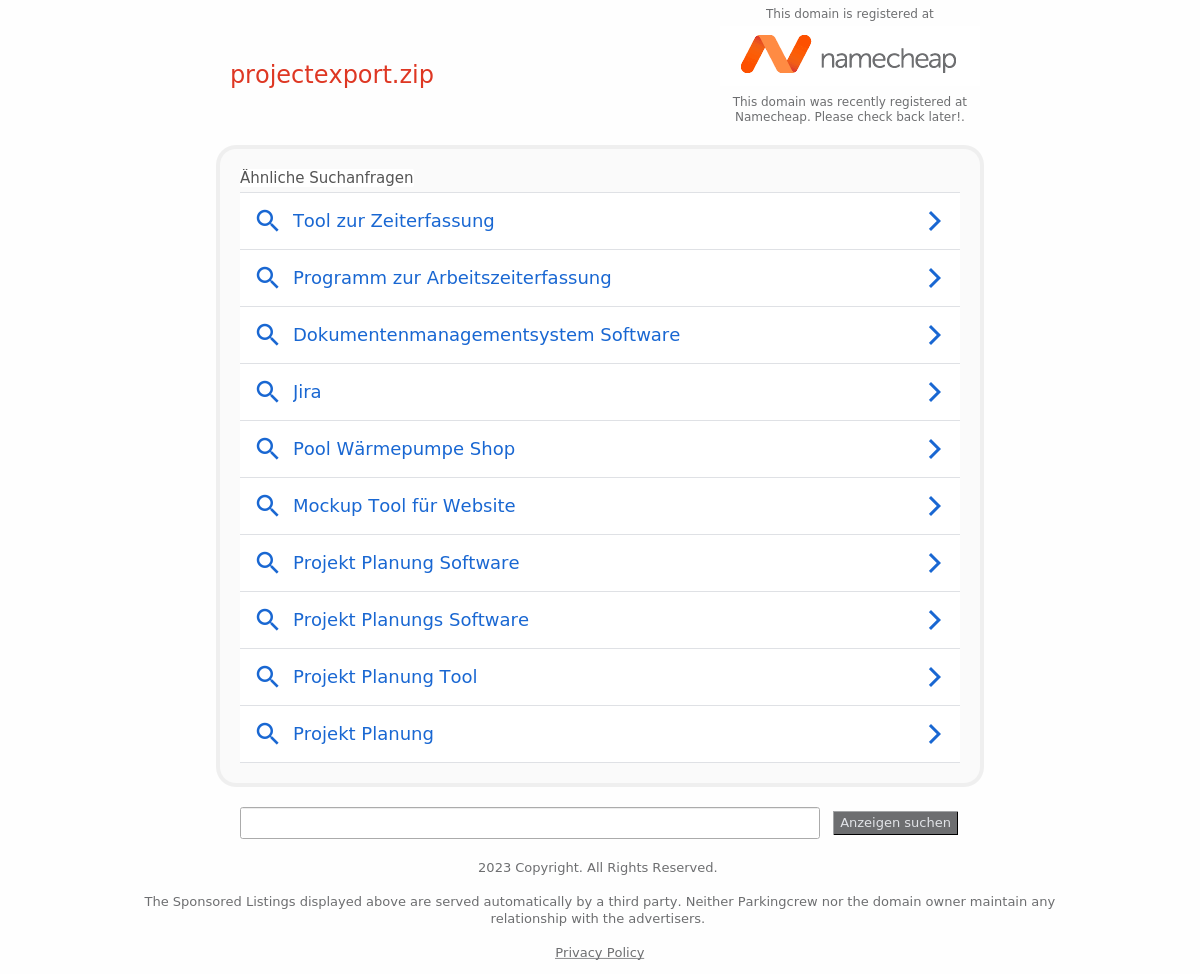 This domain is registered at
namecheap
projectexport.zip
This domain was recently registered at
Namecheap. Please check back later!.
Ähnliche Suchanfragen
Tool zur Zeiterfassung
Programm zur Arbeitszeiterfassung
Dokumentenmanagementsystem Software
Jira
Pool Wärmepumpe Shop
Mockup Tool für Website
Projekt Planung Software
Projekt Planungs Software
Projekt Planung Tool
Projekt Planung
Anzeigen suchen
2023 Copyright. All Rights Reserved.
The Sponsored Listings displayed above are served automatically by a third party. Neither Parkingcrew nor the domain owner maintain any
relationship with the advertisers.
Privacy Policy